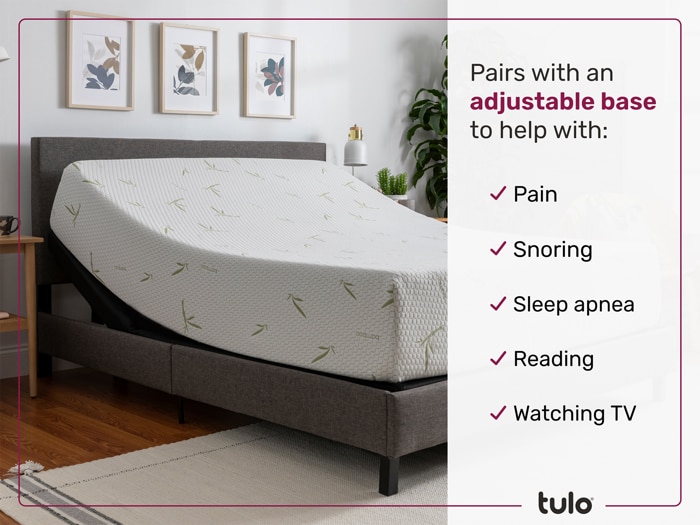 Pairs with an
adjustable base
to help with:
Pain
Snoring
Sleep apnea
Reading
Watching TV
tulo